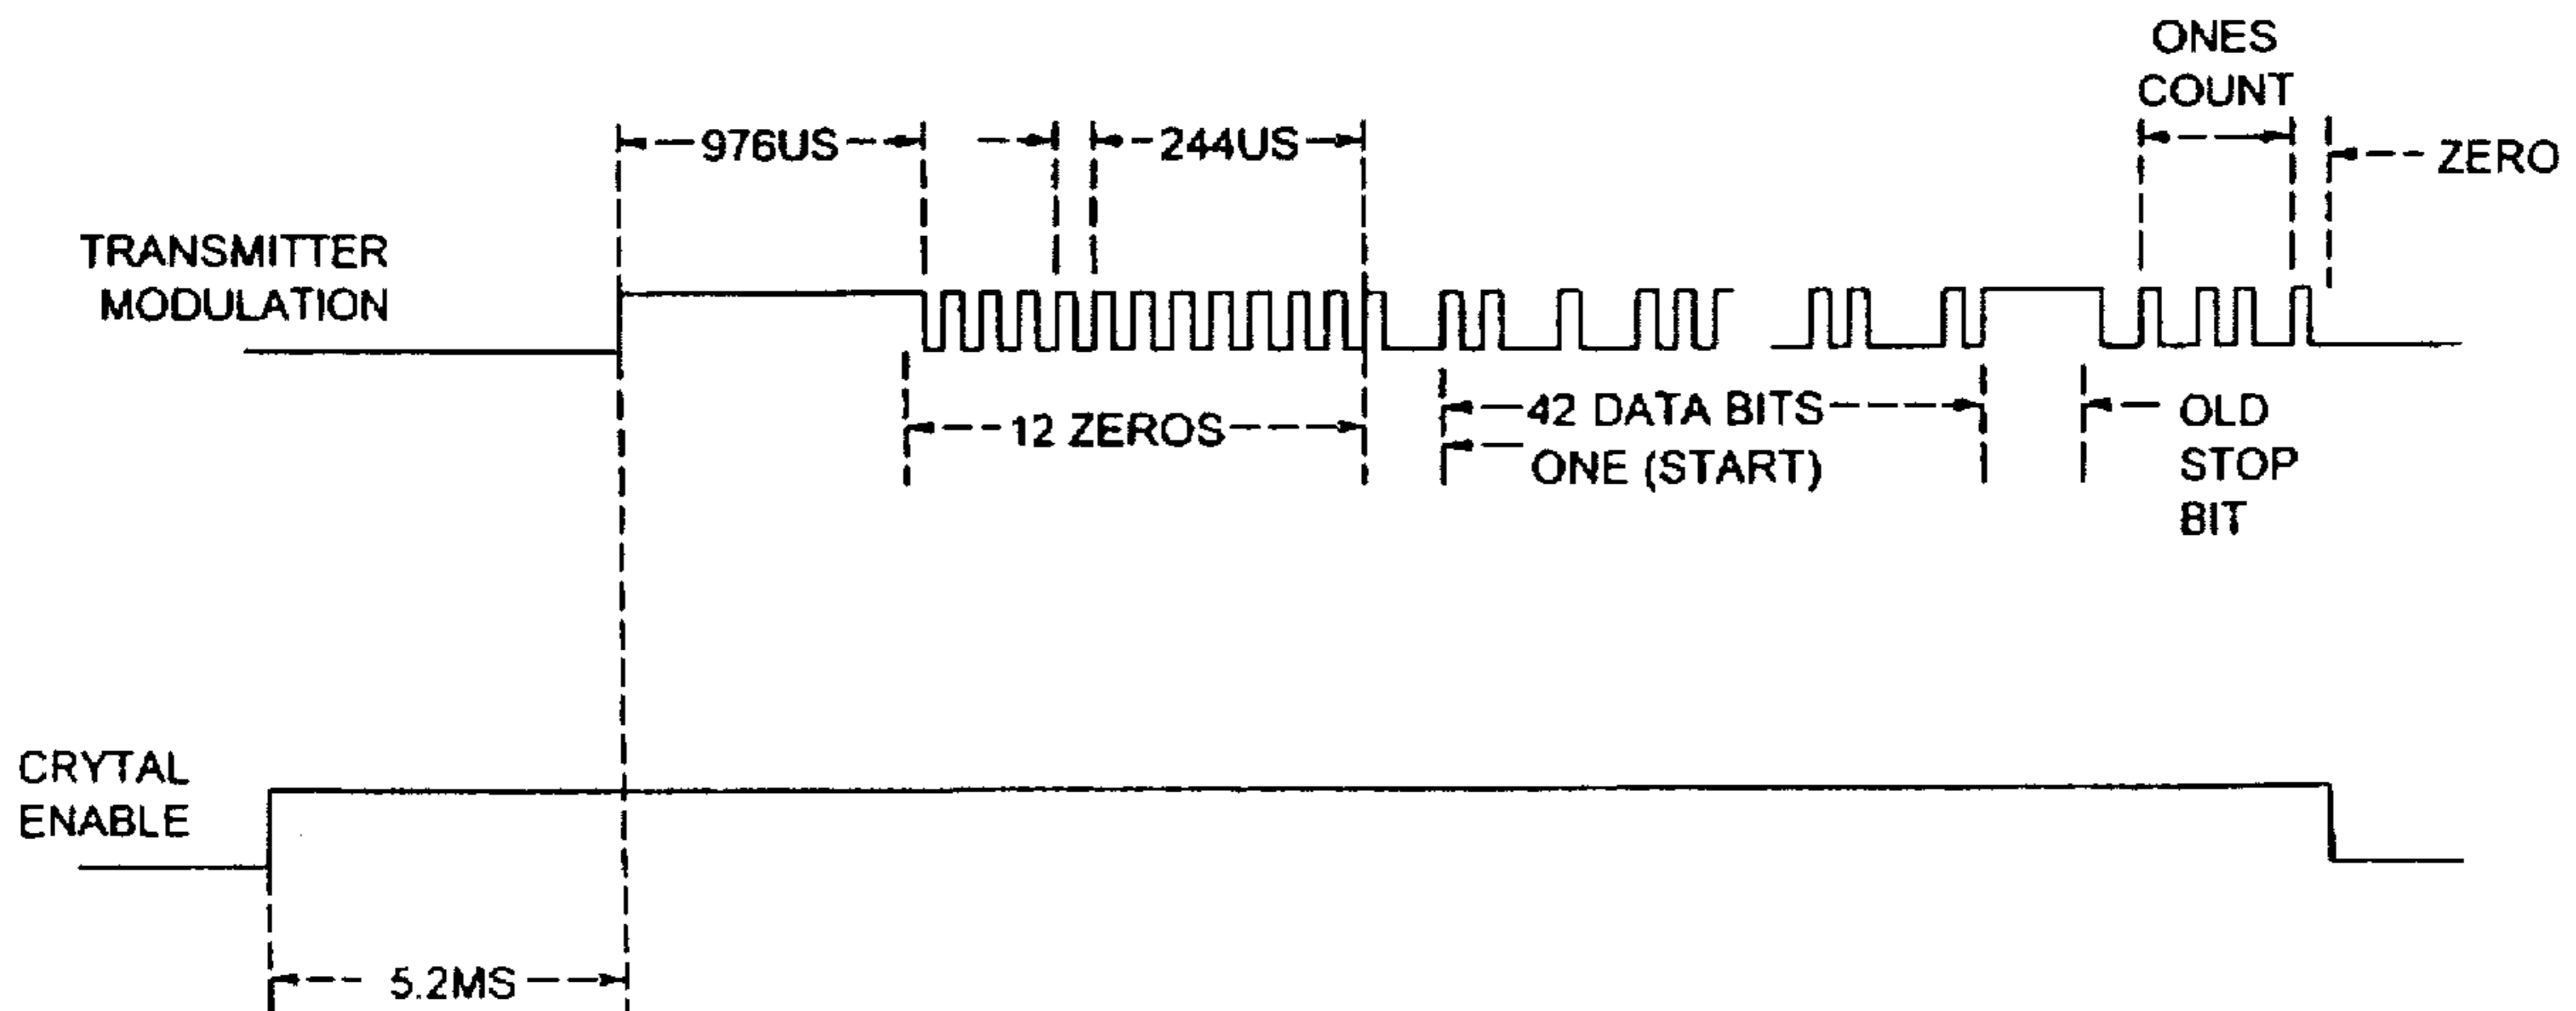 ONES
COUNT
976US
244US
ZERO
TRANSMITTER
MODULATION
12 ZEROS
42 DATA BITS
ONE (START)
OLD
STOP
BIT
CRYTAL
ENABLE
5.2MS